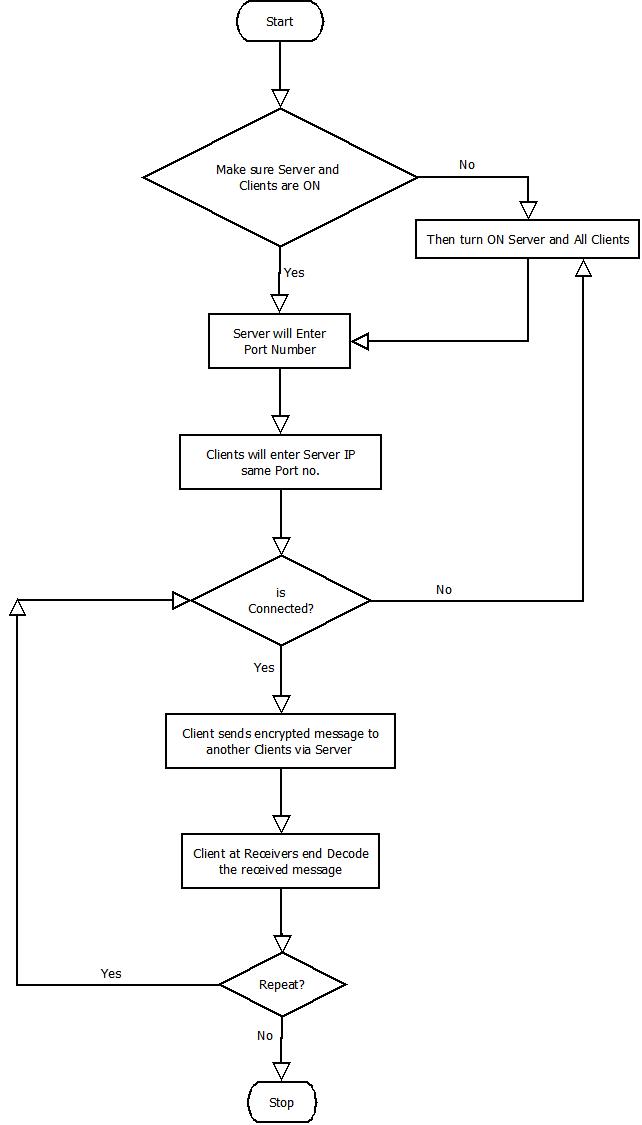 Start
Make sure Server and
Clients are ON
No
Then turn ON Server and All Clients
Yes
Server will Enter
Port Number
Clients will enter Server IP
same Port no.
is
Connected?
No
Yes
Client sends encrypted message to
another Clients via Server
Client at Receivers end Decode
the received message
Repeat?
Yes
No
Stop